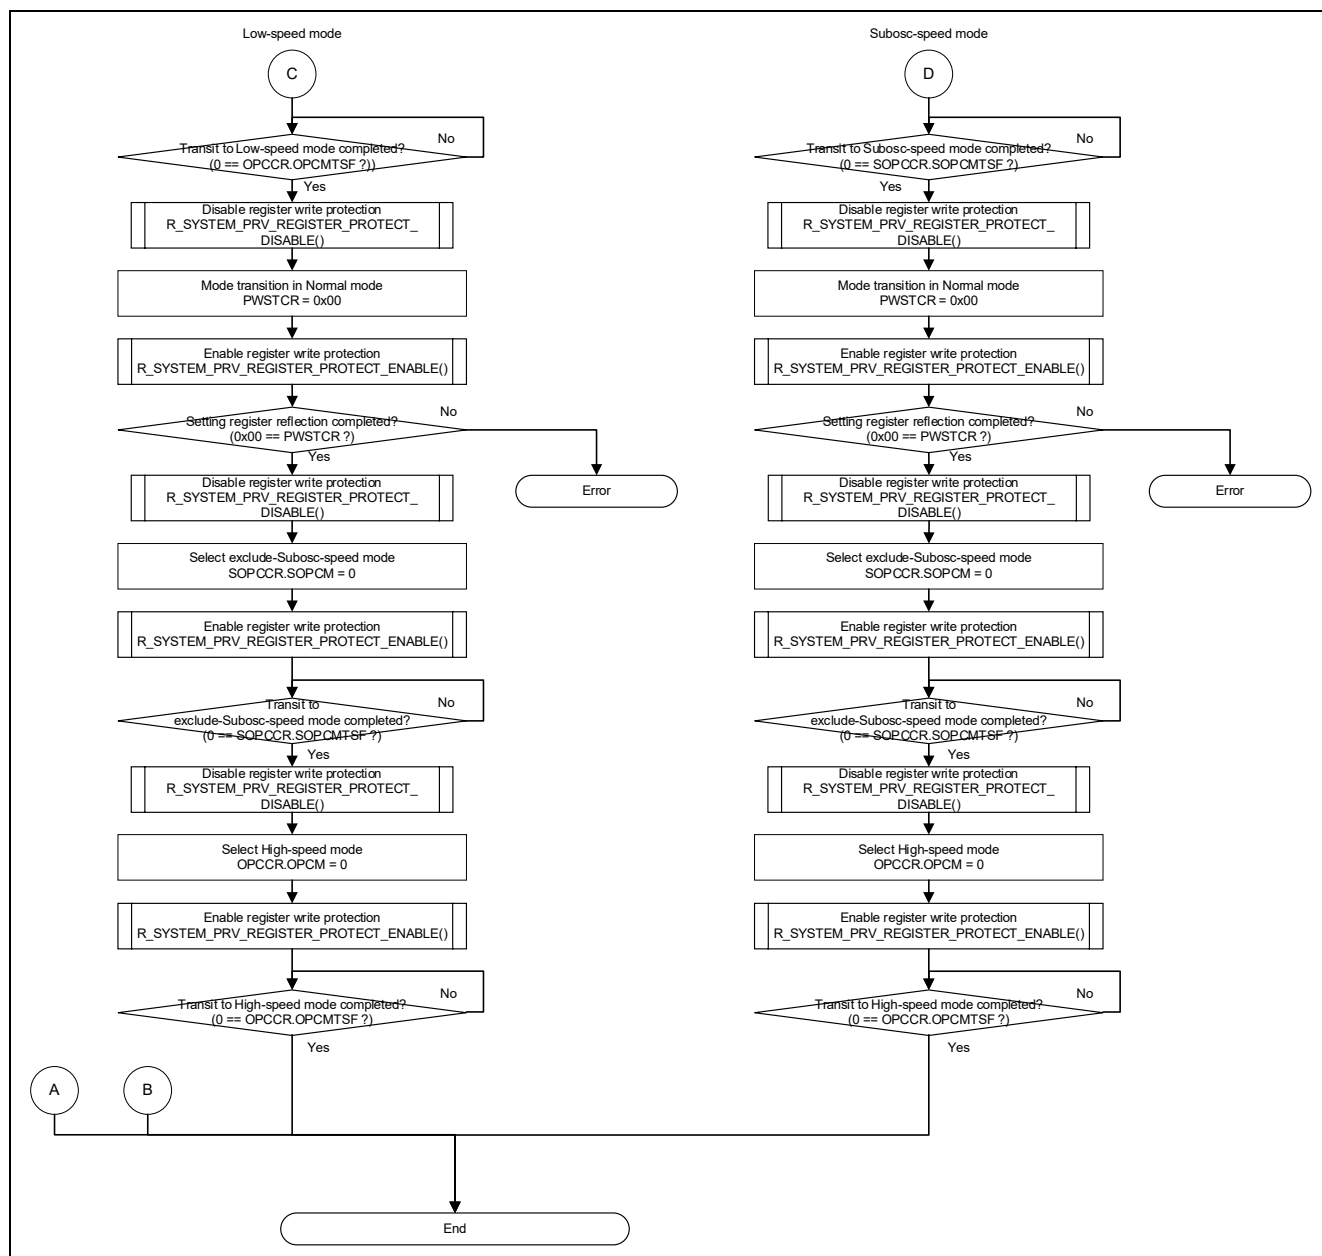 Low-speed mode
C
No
Transit to Low-speed mode completed?
(0 == OPCCR.OPCMTSF ?))
Yes
Disable register write protection
R_SYSTEM_PRV_REGISTER_PROTECT_
DISABLE()
Mode transition in Normal mode
PWSTCR = 0x00
Enable register write protection
R_SYSTEM_PRV_REGISTER_PROTECT_ENABLE()
No
Setting register reflection completed?
(0x00 == PWSTCR ?)
Yes
Error
Disable register write protection
R_SYSTEM_PRV_REGISTER_PROTECT_
DISABLE()
Select exclude-Subosc-speed mode
SOPCCR.SOPCM = 0
Enable register write protection
R_SYSTEM_PRV_REGISTER_PROTECT_ENABLE()
No
Transit to
exclude-Subosc-speed mode completed?
(0 == SOPCCR.SOPCMTSF ?)
Yes
Disable register write protection
R_SYSTEM_PRV_REGISTER_PROTECT_
DISABLE()
Select High-speed mode
OPCCR.OPCM = 0
Enable register write protection
R_SYSTEM_PRV_REGISTER_PROTECT_ENABLE()
No
Transit to High-speed mode completed?
(0 == OPCCR.OPCMTSF ?)
Yes
Subosc-speed mode
D
No
Transit to Subosc-speed mode completed?
(0 == SOPCCR.SOPCMTSF ?)
Yes
Disable register write protection
R_SYSTEM_PRV_REGISTER_PROTECT_
DISABLE()
Mode transition in Normal mode
PWSTCR = 0x00
Enable register write protection
R_SYSTEM_PRV_REGISTER_PROTECT_ENABLE()
No
Setting register reflection completed?
(0x00 == PWSTCR ?)
Yes
Error
Disable register write protection
R_SYSTEM_PRV_REGISTER_PROTECT_
DISABLE()
Select exclude-Subosc-speed mode
SOPCCR.SOPCM = 0
Enable register write protection
R_SYSTEM_PRV_REGISTER_PROTECT_ENABLE()
No
Transit to
exclude-Subosc-speed mode completed?
(0 == SOPCCR.SOPCMTSF ?)
Yes
Disable register write protection
R_SYSTEM_PRV_REGISTER_PROTECT_
DISABLE()
Select High-speed mode
OPCCR.OPCM = 0
Enable register write protection
R_SYSTEM_PRV_REGISTER_PROTECT_ENABLE()
No
Transit to High-speed mode completed?
(0 == OPCCR.OPCMTSF ?)
Yes
A
B
End